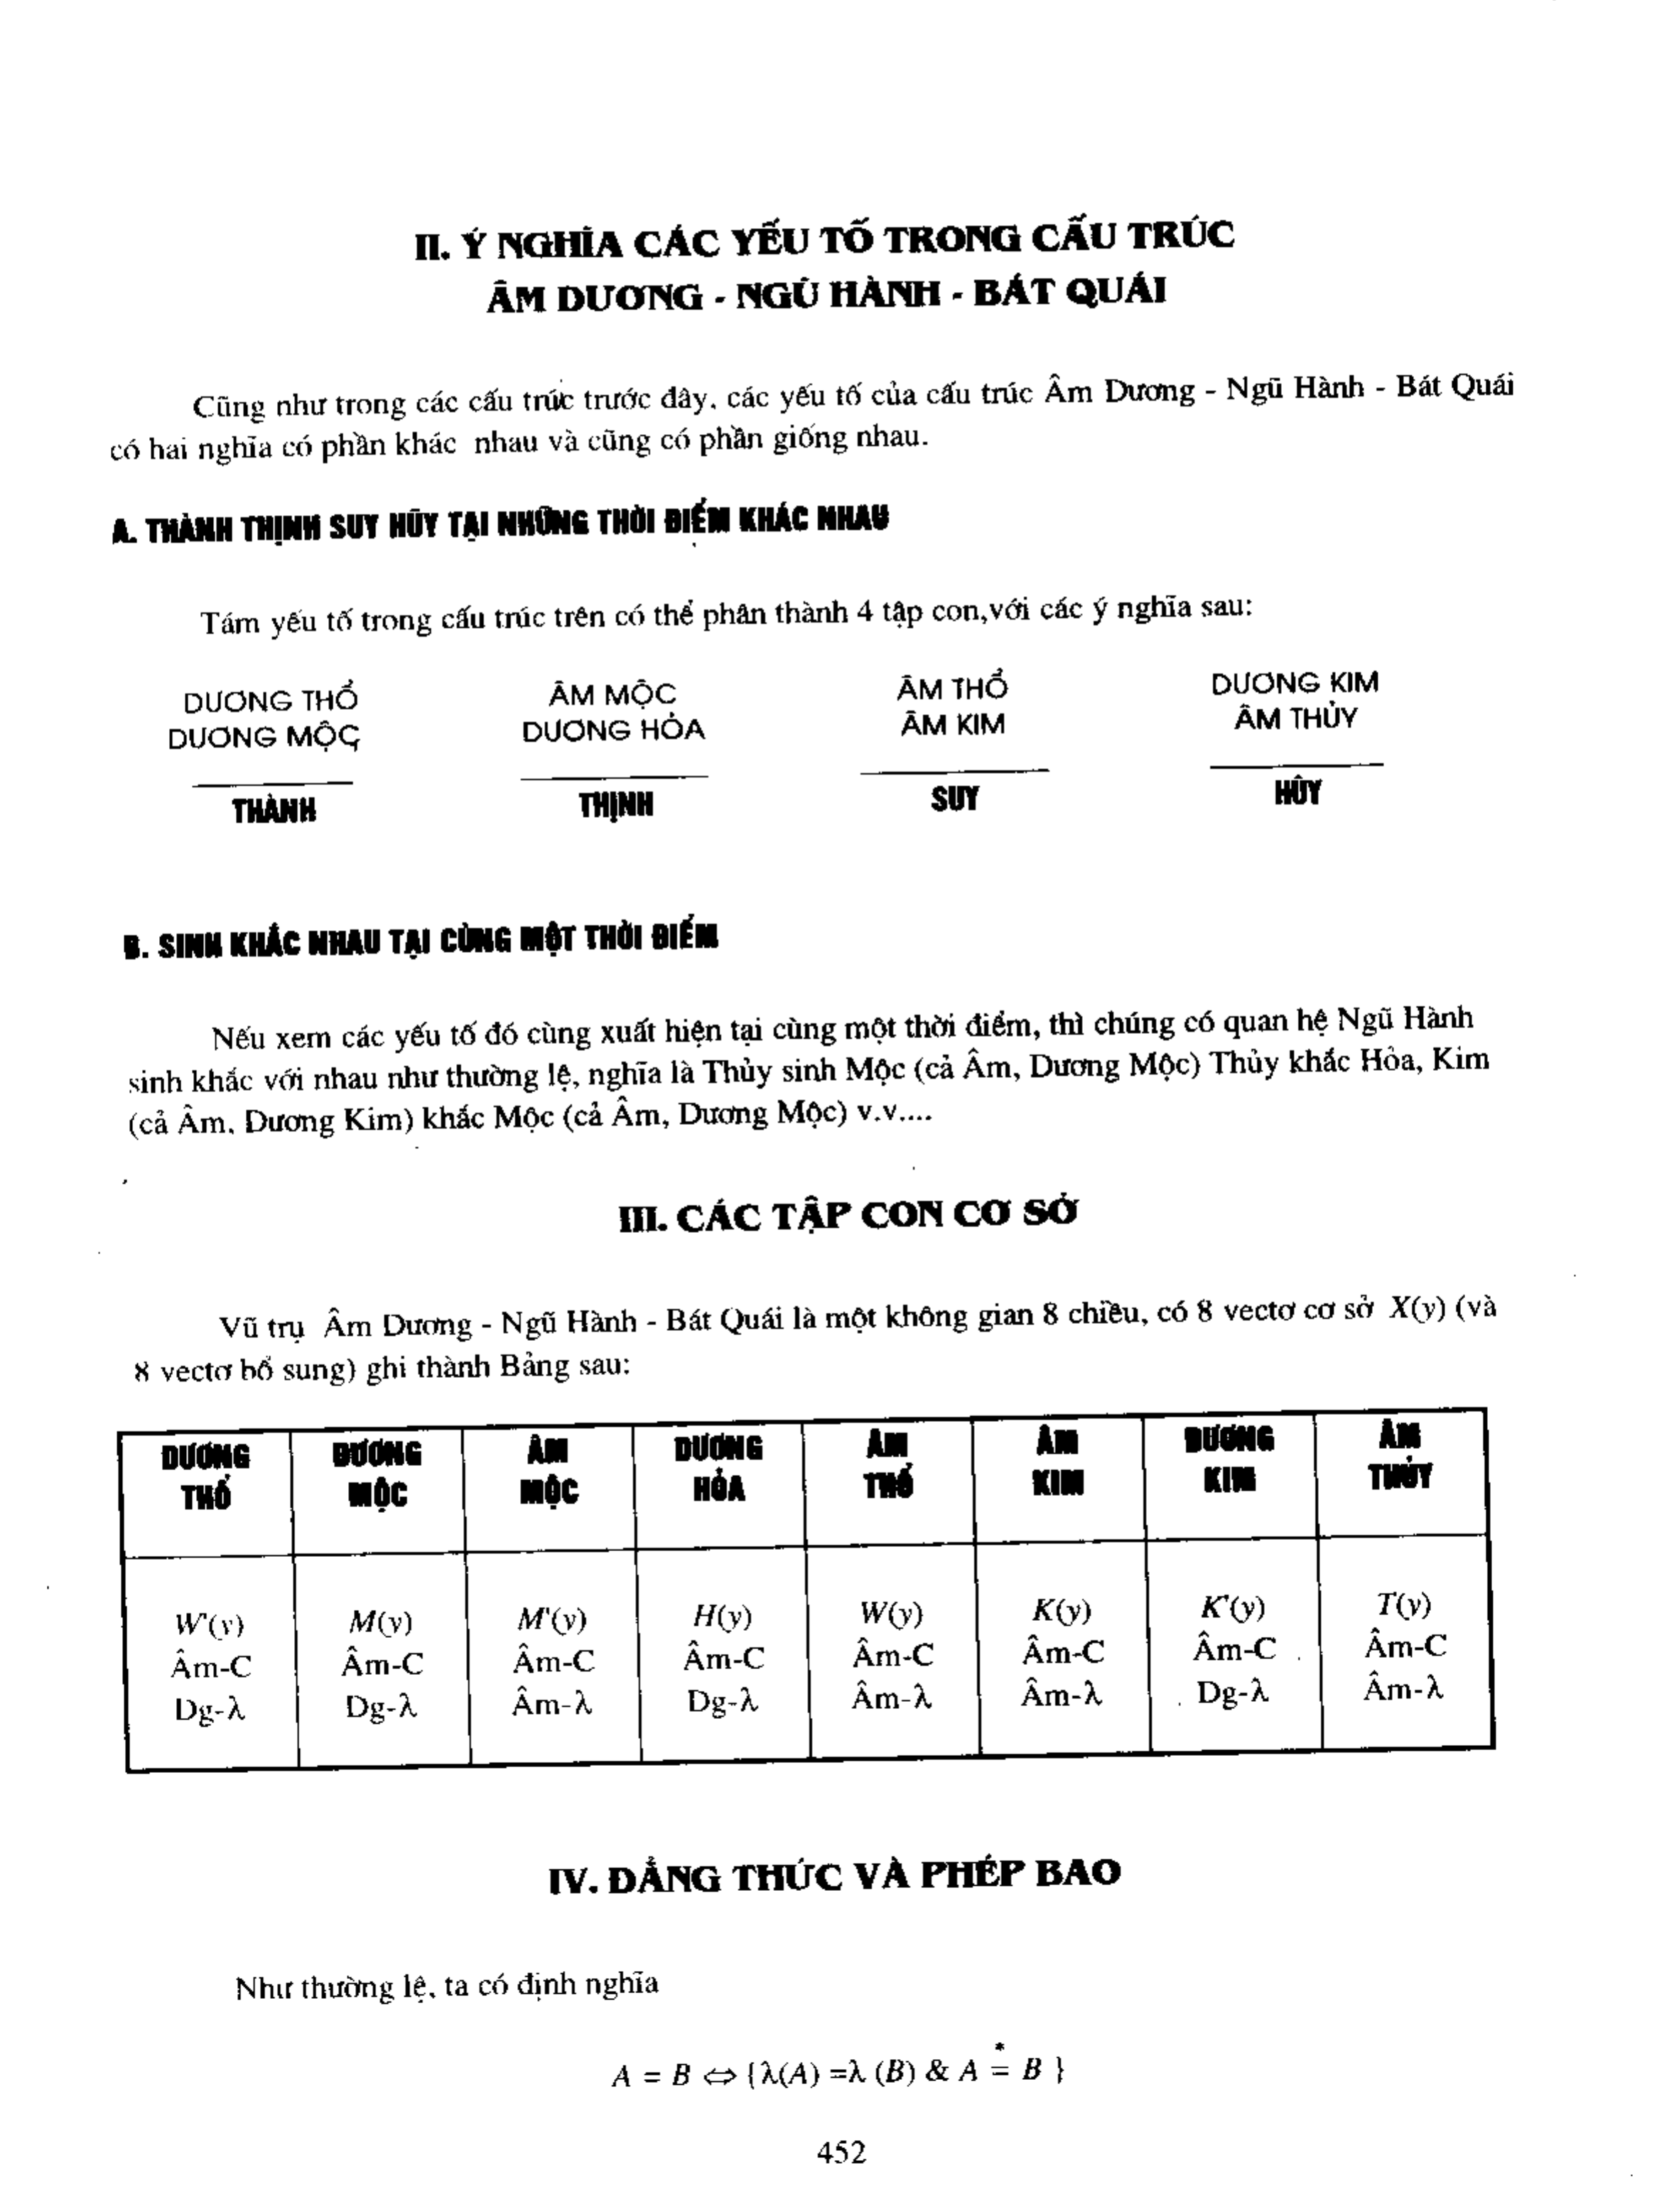 II. Ý NGHĨA CÁC YẾU TỐ TRONG CẤU TRÚC
ÂM DƯƠNG - NGŨ HÀNH - BÁT QUÁI
Cũng như trong các cấu trúc trước đây, các yếu tố của cấu trúc Âm Dương - Ngũ Hành - Bát Quái
có hai nghĩa có phần khác nhau và cũng có phần giống nhau.
A. THÀNH THỊNH SUY HỦY TẠI NHỮNG THỜI ĐIỂM KHÁC NHAU
Tám yếu tố trong cấu trúc trên có thể phân thành 4 tập con,với các ý nghĩa sau:
DƯƠNG THỔ ÂM MỘC ÂM THỔ DƯƠNG KIM
DƯƠNG MỘC DƯƠNG HỎA ÂM KIM ÂM THỦY
THÀNH THỊNH SUY HỦY
B. SINH KHẮC NHAU TẠI CÙNG MỘT THỜI ĐIỂM
Nếu xem các yếu tố đó cùng xuất hiện tại cùng một thời điểm, thì chúng có quan hệ Ngũ Hành
sinh khắc với nhau như thường lệ, nghĩa là Thủy sinh Mộc (cả Âm, Dương Mộc) Thủy khắc Hỏa, Kim
(cả Âm, Dương Kim) khắc Mộc (cả Âm, Dương Mộc) v.v....
III. CÁC TẬP CON CƠ SỞ
Vũ trụ Âm Dương - Ngũ Hành - Bát Quái là một không gian 8 chiều, có 8 vectơ cơ sở X(y) (và
8 vectơ bổ sung) ghi thành Bảng sau:
DƯƠNG DƯƠNG ÂM DƯƠNG ÂM ÂM DƯƠNG ÂM
THỔ MỘC MỘC HỎA THỔ KIM KIM THỦY
W'(y) M(y) M'(y) H(y) W(y) K(y) K'(y) T(y)
Âm-C Âm-C Âm-C Âm-C Âm-C Âm-C Âm-C Âm-C
Dg-λ Dg-λ Âm-λ Dg-λ Âm-λ Âm-λ Dg-λ Âm-λ
IV. ĐẲNG THỨC VÀ PHÉP BAO
Như thường lệ, ta có định nghĩa
A = B ⇔ {λ(A) =λ (B) & A =* B }
452